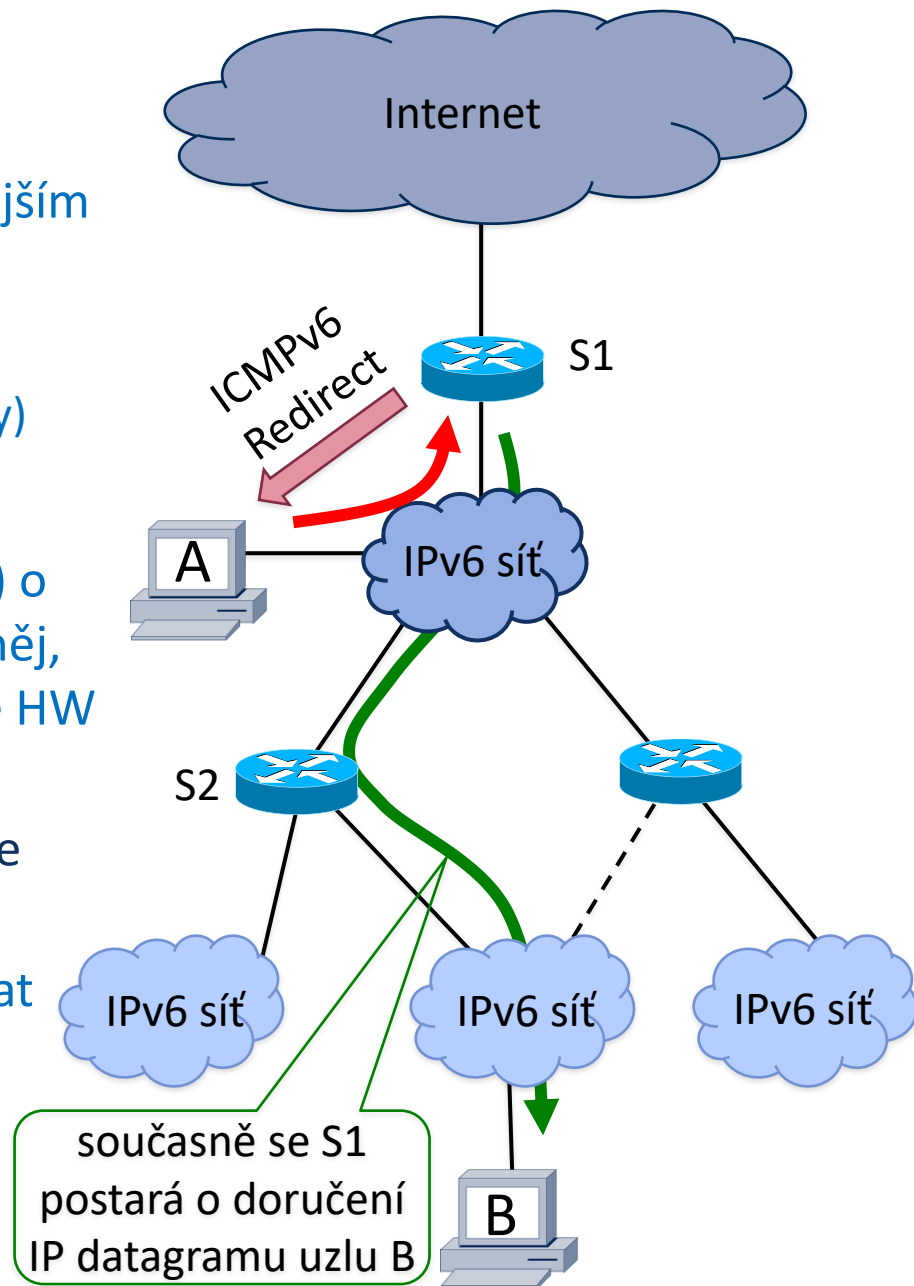 Internet
jším
S1
ICMPv6
Redirect
y)
A
IPv6 síť
) o
něj,
HW
S2
e
IPv6 síť
IPv6 síť
IPv6 síť
at
současně se S1
postará o doručení
IP datagramu uzlu B
B